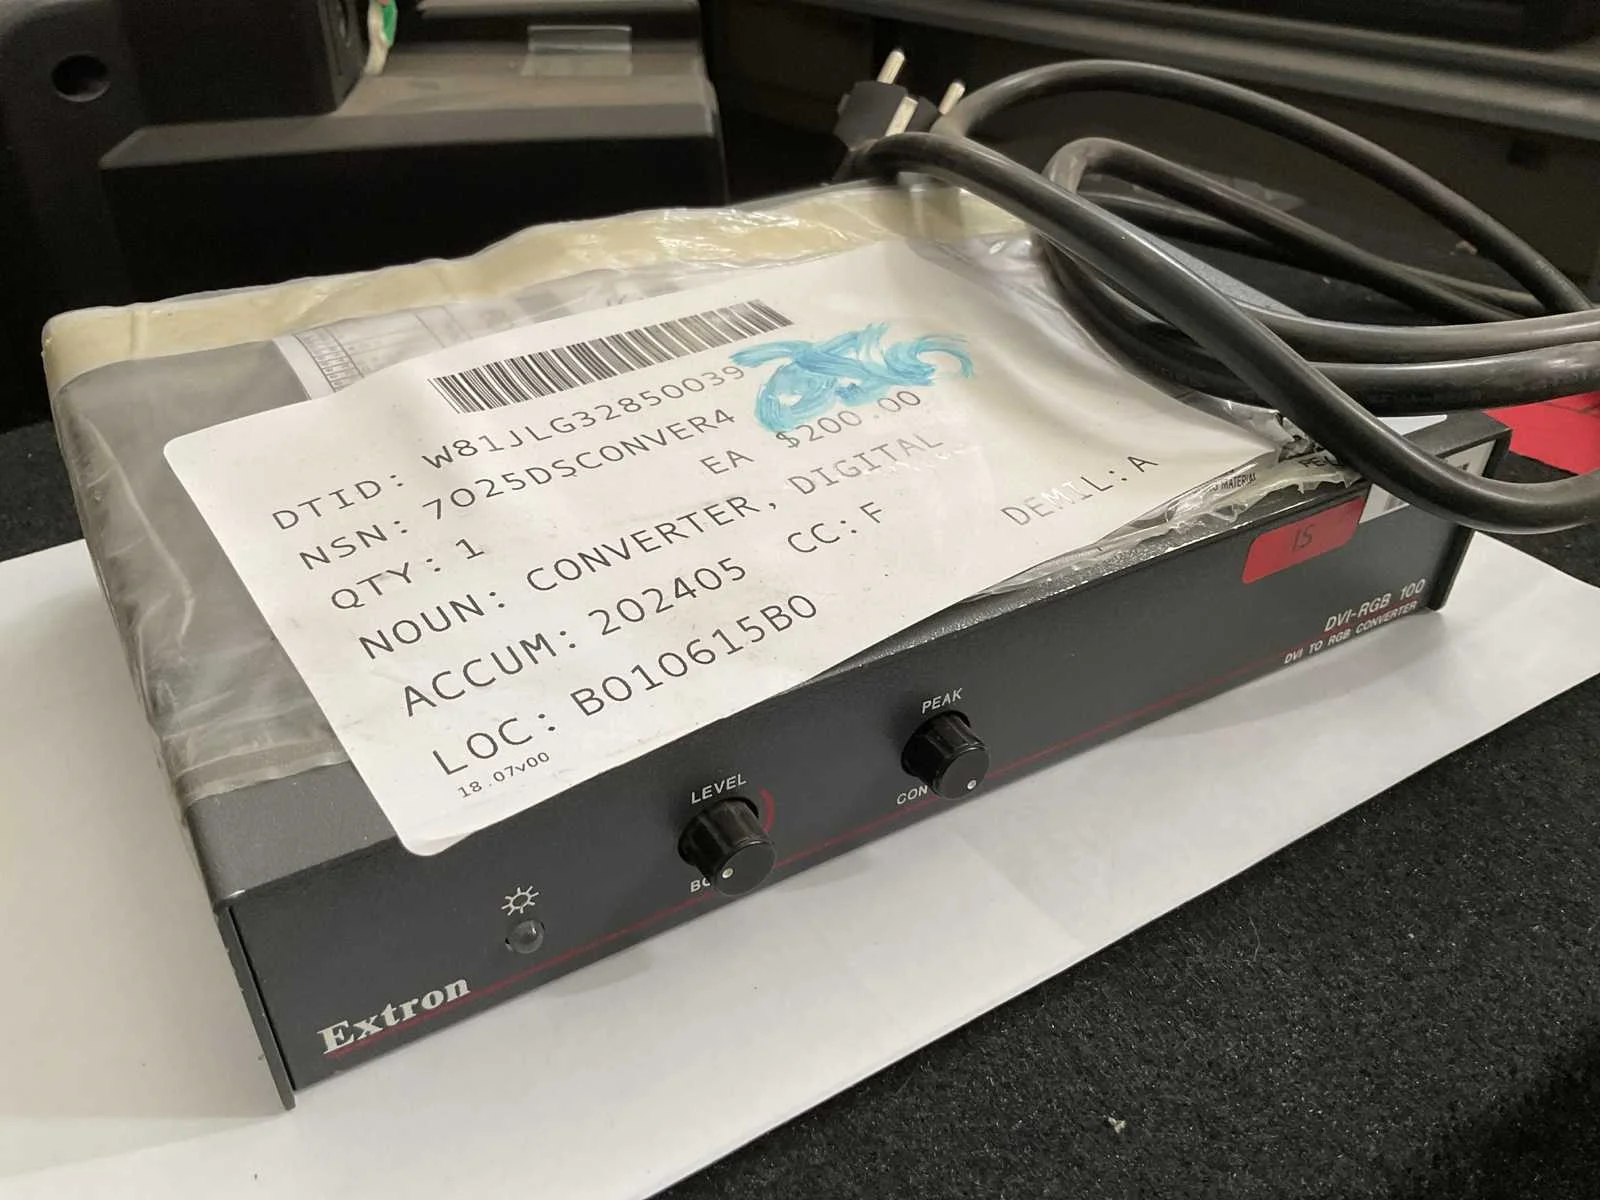 DTID: W81JLG32850039
NSN: 7025DSCONVER4
QTY: 1 EA $200.00
NOUN: CONVERTER, DIGITAL
ACCUM: 202405 CC: F DEMIL: A
LOC: B010615B0
18.07v00
MATERIAL
15
DVI-RGB 100
DVI TO RGB CONVERTER
PEAK
LEVEL
Extron